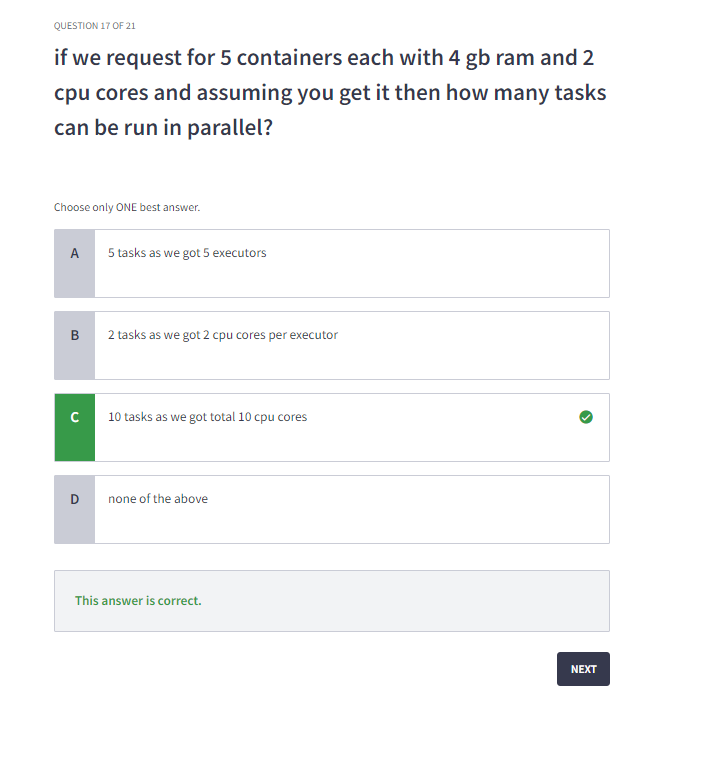 QUESTION 17 OF 21
if we request for 5 containers each with 4 gb ram and 2
cpu cores and assuming you get it then how many tasks
can be run in parallel?
Choose only ONE best answer.
A
5 tasks as we got 5 executors
B
2 tasks as we got 2 cpu cores per executor
C
10 tasks as we got total 10 cpu cores
D
none of the above
This answer is correct.
NEXT